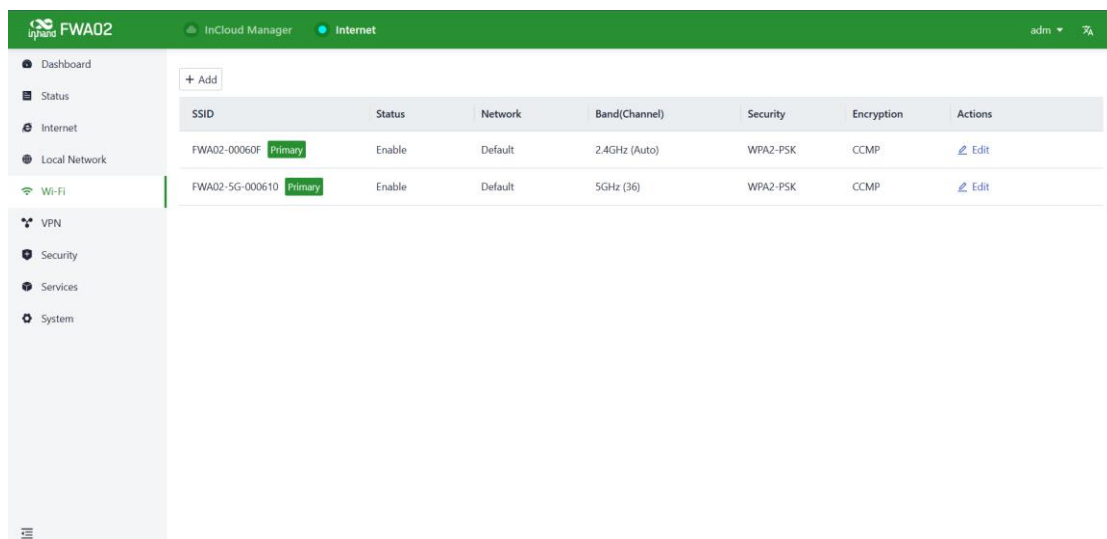 inhand FWA02 InCloud Manager Internet adm
Dashboard
+ Add
Status
SSID Status Network Band(Channel) Security Encryption Actions
Internet
FWA02-00060F Primary Enable Default 2.4GHz (Auto) WPA2-PSK CCMP Edit
Local Network
Wi-Fi
FWA02-5G-000610 Primary Enable Default 5GHz (36) WPA2-PSK CCMP Edit
VPN
Security
Services
System